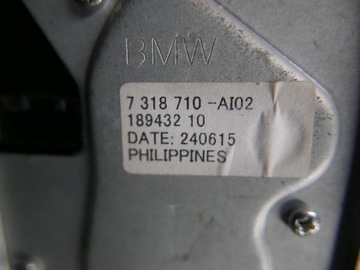 BMW
7 318 710 -AI02
189432 10
DATE: 240615
PHILIPPINES